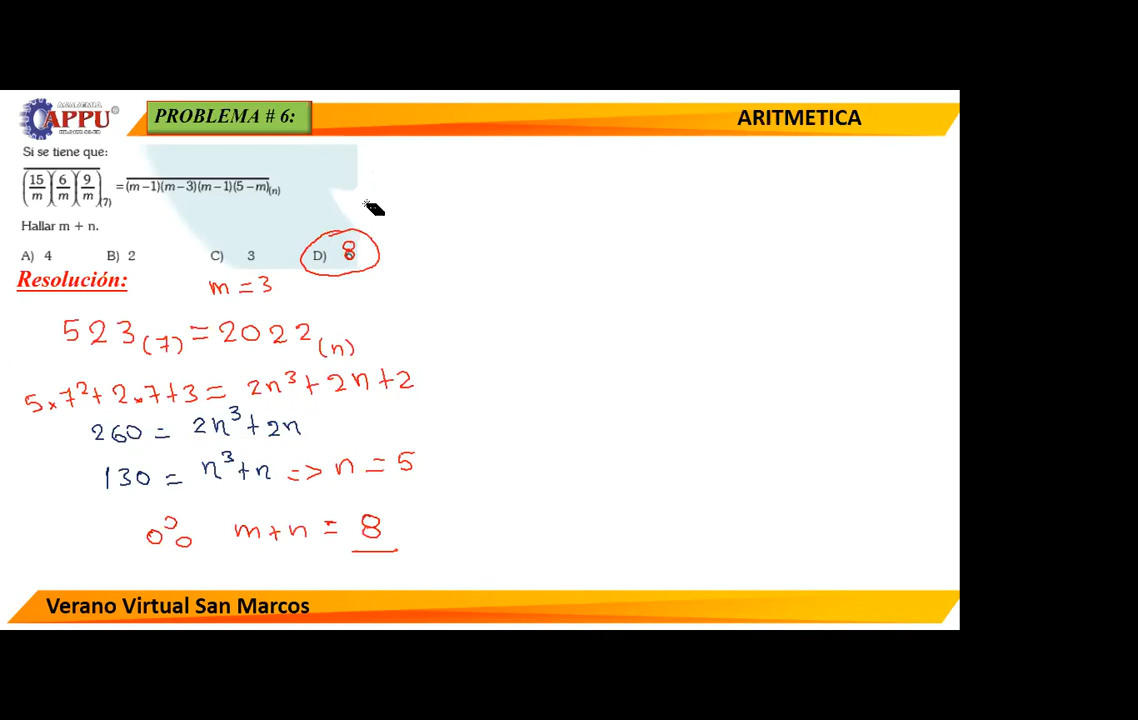 ACADEMIA
APPU®
PROBLEMA # 6:
ARITMETICA
Si se tiene que:
(15/m)(6/m)(9/m)(7) = (m−1)(m−3)(m−1)(5−m)(n)
Hallar m + n.
A) 4 B) 2 C) 3 D) 8
Resolución:
m = 3
523(7) = 2022(n)
5×7²+2×7+3 = 2n³+2n+2
260 = 2n³+2n
130 = n³+n => n = 5
∴ m+n = 8
Verano Virtual San Marcos